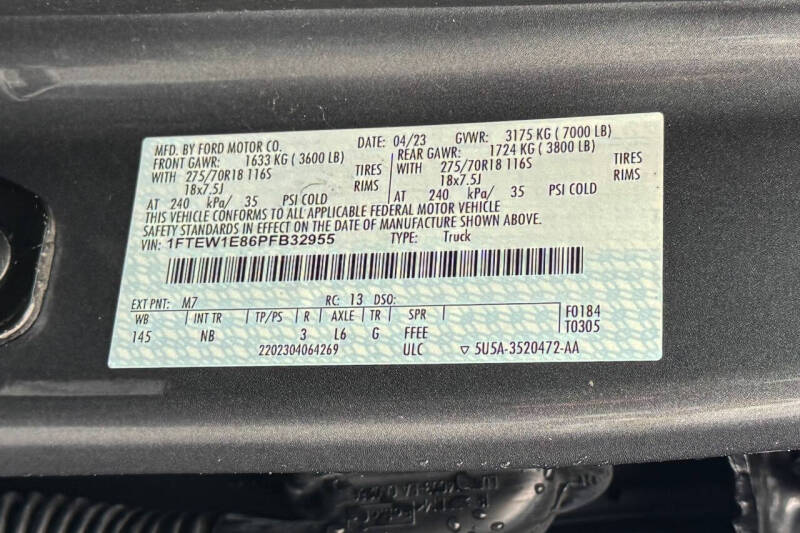 MFD. BY FORD MOTOR CO. DATE: 04/23 GVWR: 3175 KG ( 7000 LB)
FRONT GAWR: 1633 KG ( 3600 LB) REAR GAWR: 1724 KG ( 3800 LB)
WITH 275/70R18 116S TIRES WITH 275/70R18 116S TIRES
18x7.5J RIMS 18x7.5J RIMS
AT 240 kPa/ 35 PSI COLD AT 240 kPa/ 35 PSI COLD
THIS VEHICLE CONFORMS TO ALL APPLICABLE FEDERAL MOTOR VEHICLE
SAFETY STANDARDS IN EFFECT ON THE DATE OF MANUFACTURE SHOWN ABOVE.
VIN: 1FTEW1E86PFB32955 TYPE: Truck
EXT PNT: M7 RC: 13 DSO:
WB INT TR TP/PS R AXLE TR SPR F0184
145 NB 3 L6 G FFEE T0305
2202304064269 ULC ▽ 5U5A-3520472-AA